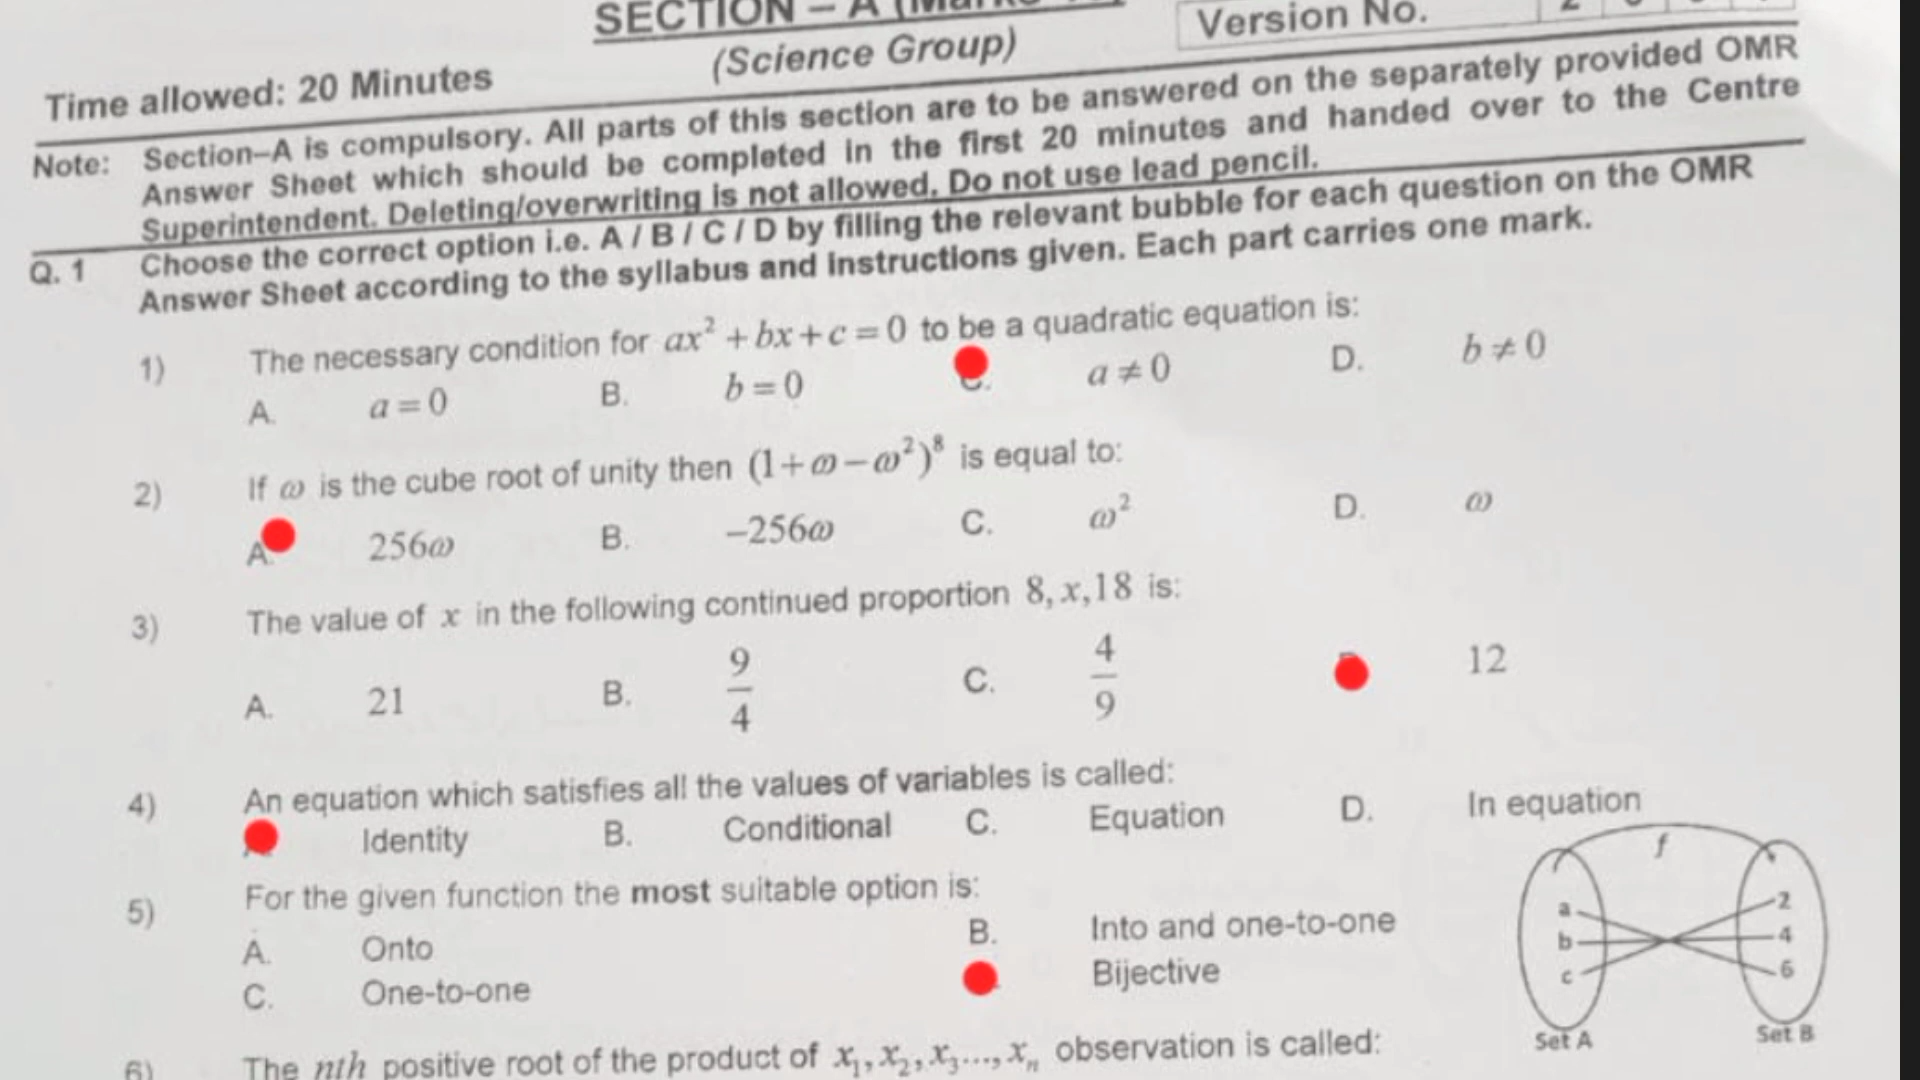 SECTION – A
(Science Group)
Version No.
Time allowed: 20 Minutes
Note: Section–A is compulsory. All parts of this section are to be answered on the separately provided OMR
Answer Sheet which should be completed in the first 20 minutes and handed over to the Centre
Superintendent. Deleting/overwriting is not allowed. Do not use lead pencil.
Q. 1 Choose the correct option i.e. A / B / C / D by filling the relevant bubble for each question on the OMR
Answer Sheet according to the syllabus and instructions given. Each part carries one mark.
1) The necessary condition for ax² + bx + c = 0 to be a quadratic equation is:
A. a = 0 B. b = 0 C. a ≠ 0 D. b ≠ 0
2) If ω is the cube root of unity then (1+ω−ω²)⁸ is equal to:
A. 256ω B. −256ω C. ω² D. ω
3) The value of x in the following continued proportion 8, x, 18 is:
A. 21 B. 9/4 C. 4/9 12
4) An equation which satisfies all the values of variables is called:
Identity B. Conditional C. Equation D. In equation
5) For the given function the most suitable option is:
A. Onto B. Into and one-to-one
C. One-to-one Bijective
f
a 2
b 4
c 6
Set A Set B
6) The nth positive root of the product of x₁, x₂, x₃..., xₙ observation is called: